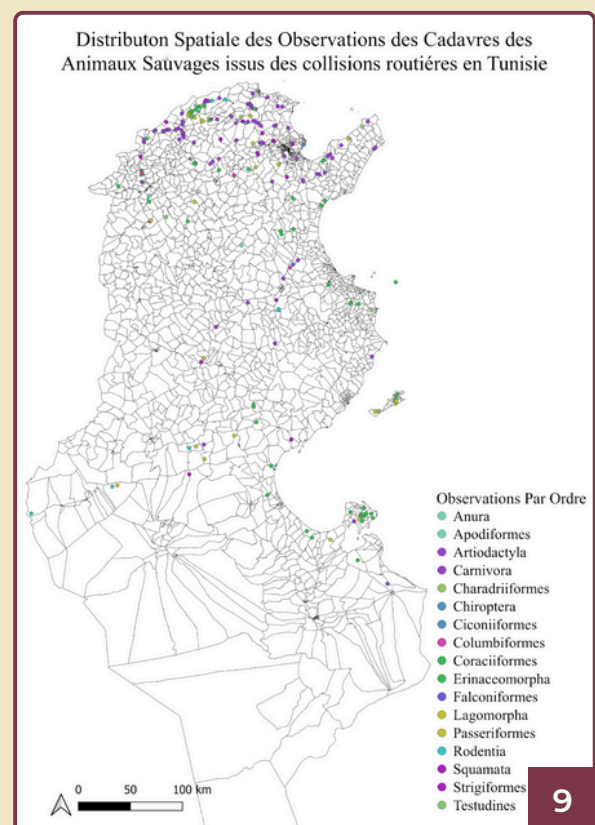 Distributon Spatiale des Observations des Cadavres des
Animaux Sauvages issus des collisions routiéres en Tunisie
Observations Par Ordre
Anura
Apodiformes
Artiodactyla
Carnivora
Charadriiformes
Chiroptera
Ciconiiformes
Columbiformes
Coraciiformes
Erinaceomorpha
Falconiformes
Lagomorpha
Passeriformes
Rodentia
Squamata
Strigiformes
Testudines
0 50 100 km
9